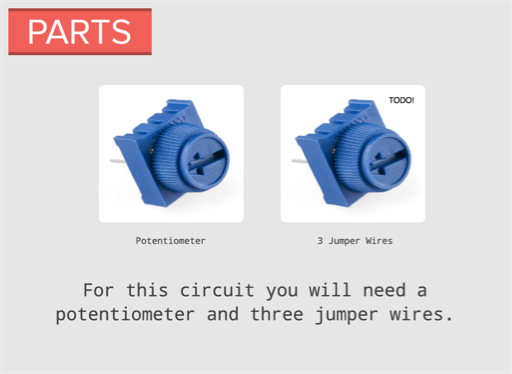 PARTS
TODO!
Potentiometer
3 Jumper Wires
For this circuit you will need a
potentiometer and three jumper wires.